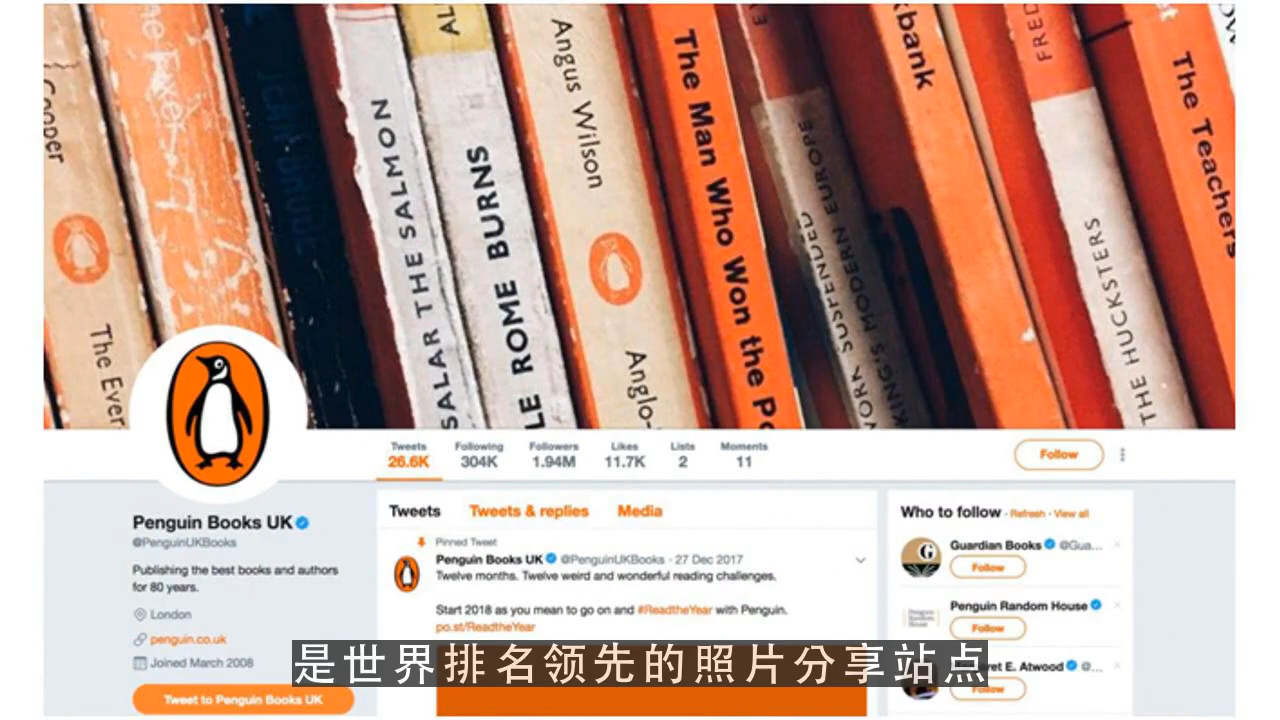 Cooper
The Ever
SALAR THE SALMON
LE ROME BURNS
Angus Wilson
Anglo-
The Man Who Won the Po
WORK SUSPENDED
KING'S MODERN EUROPE
kbank
FRED
THE HUCKSTERS
The Teachers
Tweets Following Followers Likes Lists Moments
26.6K 304K 1.94M 11.7K 2 11
Follow
Penguin Books UK
@PenguinUKBooks
Publishing the best books and authors
for 80 years.
London
penguin.co.uk
Joined March 2008
Tweet to Penguin Books UK
Tweets Tweets & replies Media
Pinned Tweet
Penguin Books UK @PenguinUKBooks · 27 Dec 2017
Twelve months. Twelve weird and wonderful reading challenges.
Start 2018 as you mean to go on and #ReadtheYear with Penguin.
po.st/ReadtheYear
Who to follow · Refresh · View all
Guardian Books @Gua...
Follow
Penguin Random House
Follow
Margaret E. Atwood @...
Follow
是世界排名领先的照片分享站点